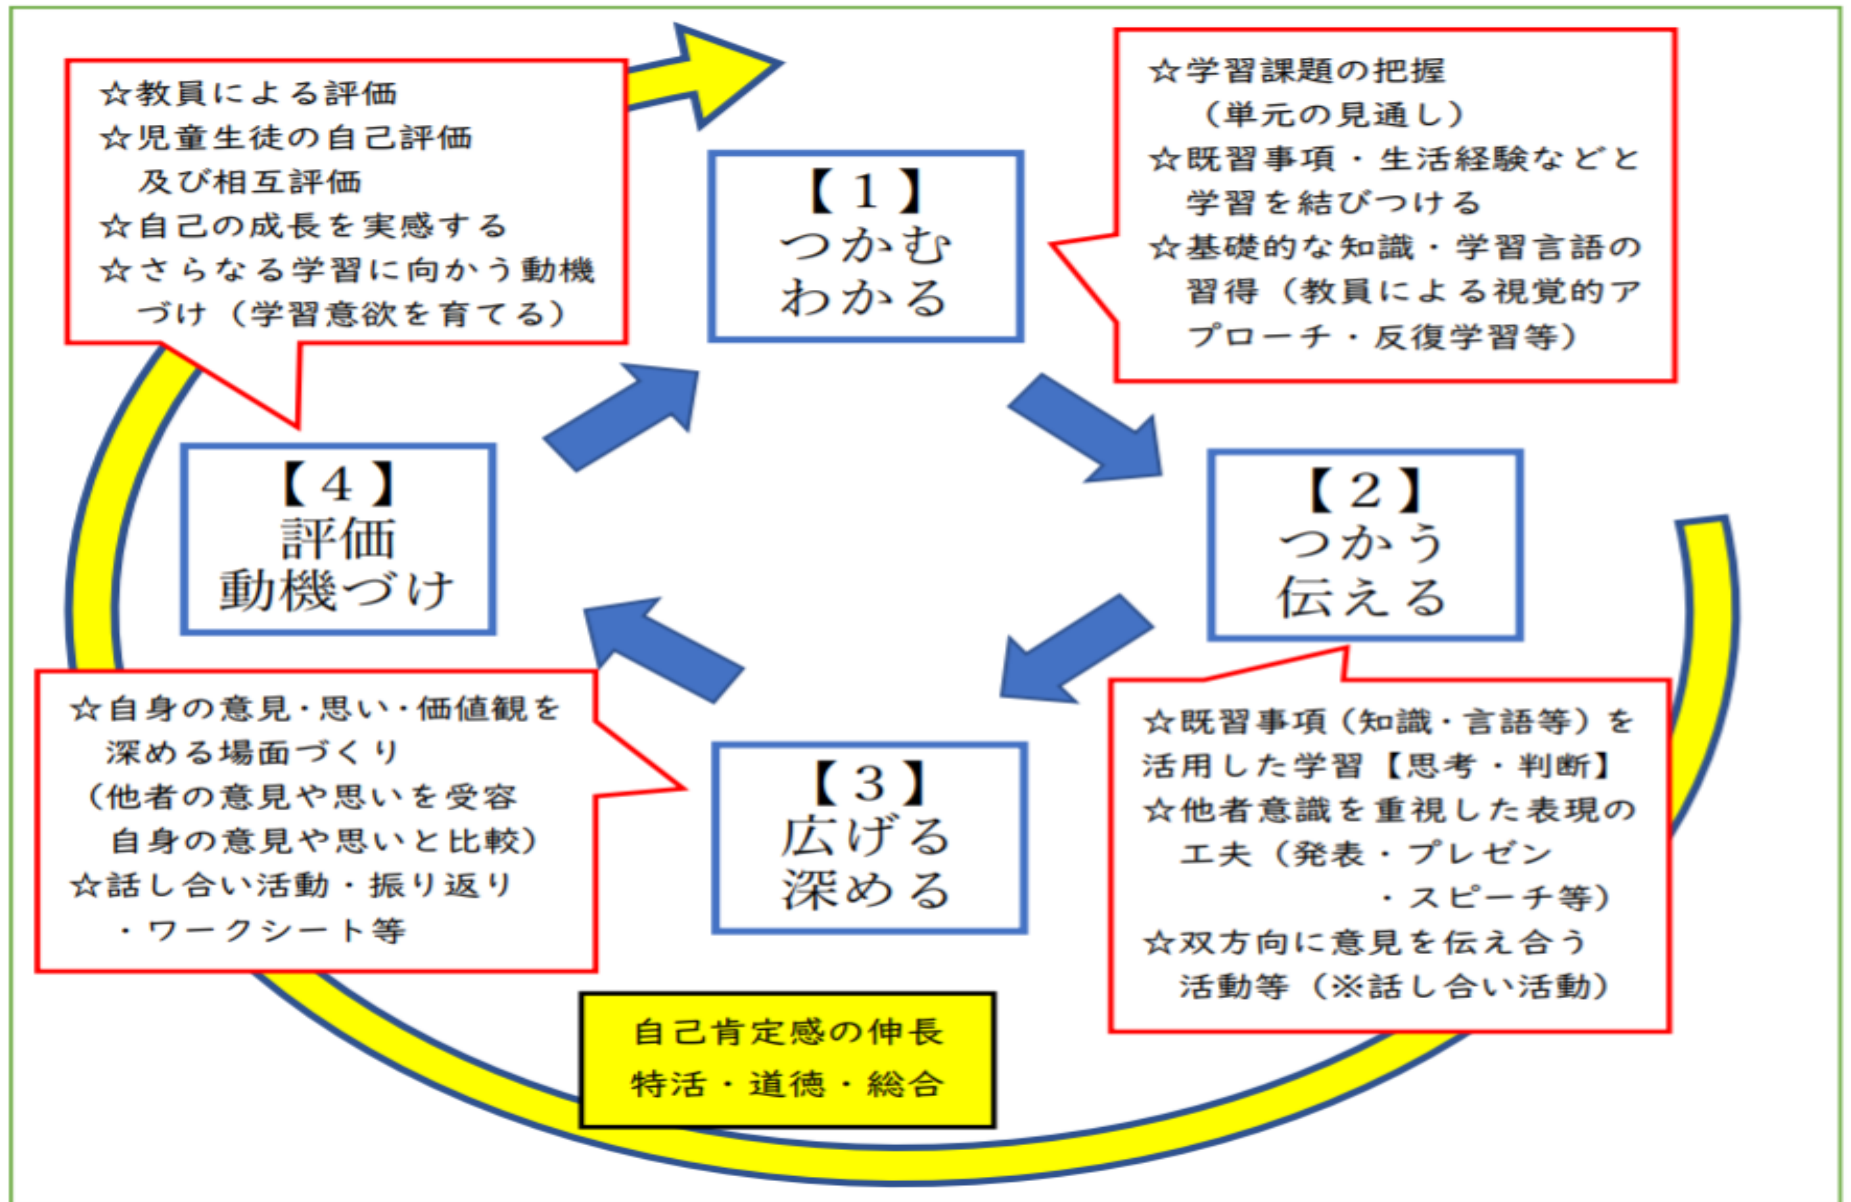 ☆教員による評価
☆児童生徒の自己評価
及び相互評価
☆自己の成長を実感する
☆さらなる学習に向かう動機
づけ（学習意欲を育てる）
【１】
つかむ
わかる
☆学習課題の把握
（単元の見通し）
☆既習事項・生活経験などと
学習を結びつける
☆基礎的な知識・学習言語の
習得（教員による視覚的ア
プローチ・反復学習等）
【４】
評価
動機づけ
【２】
つかう
伝える
☆自身の意見・思い・価値観を
深める場面づくり
（他者の意見や思いを受容
自身の意見や思いと比較）
☆話し合い活動・振り返り
・ワークシート等
【３】
広げる
深める
☆既習事項（知識・言語等）を
活用した学習【思考・判断】
☆他者意識を重視した表現の
工夫（発表・プレゼン
・スピーチ等）
☆双方向に意見を伝え合う
活動等（※話し合い活動）
自己肯定感の伸長
特活・道徳・総合